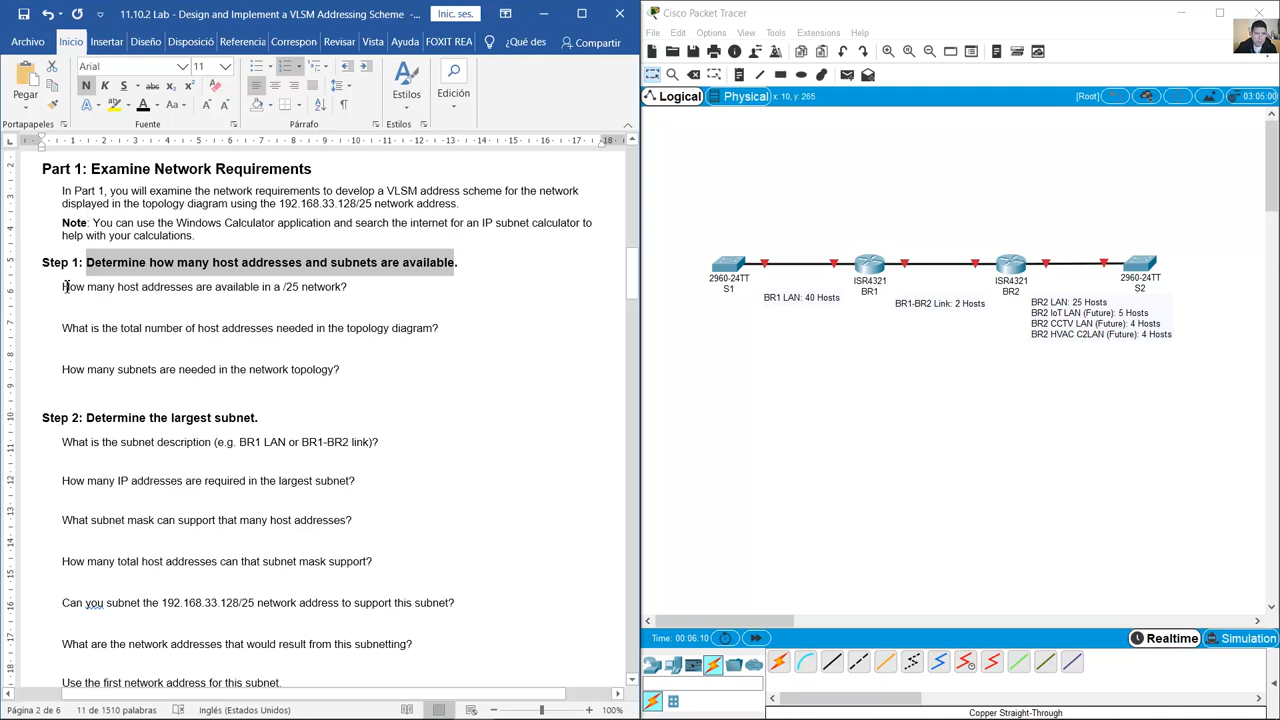 11.10.2 Lab - Design and Implement a VLSM Addressing Sche...
Inic. ses.
Archivo Inicio Insertar Diseño Disposición Referencias Correspon Revisar Vista Ayuda FOXIT REA ¿Qué des Compartir
Pegar
Arial 11
Estilos
Edición
Portapapeles Fuente Párrafo Estilos
Part 1: Examine Network Requirements
In Part 1, you will examine the network requirements to develop a VLSM address scheme for the network
displayed in the topology diagram using the 192.168.33.128/25 network address.
Note: You can use the Windows Calculator application and search the internet for an IP subnet calculator to
help with your calculations.
Step 1: Determine how many host addresses and subnets are available.
How many host addresses are available in a /25 network?
What is the total number of host addresses needed in the topology diagram?
How many subnets are needed in the network topology?
Step 2: Determine the largest subnet.
What is the subnet description (e.g. BR1 LAN or BR1-BR2 link)?
How many IP addresses are required in the largest subnet?
What subnet mask can support that many host addresses?
How many total host addresses can that subnet mask support?
Can you subnet the 192.168.33.128/25 network address to support this subnet?
What are the network addresses that would result from this subnetting?
Use the first network address for this subnet.
Página 2 de 6 11 de 1510 palabras Inglés (Estados Unidos) 100%
Cisco Packet Tracer
File Edit Options View Tools Extensions Help
Logical Physical x: 10, y: 265 [Root] 03:05:00
2960-24TT
S1
BR1 LAN: 40 Hosts
ISR4321
BR1
BR1-BR2 Link: 2 Hosts
ISR4321
BR2
2960-24TT
S2
BR2 LAN: 25 Hosts
BR2 IoT LAN (Future): 5 Hosts
BR2 CCTV LAN (Future): 4 Hosts
BR2 HVAC C2LAN (Future): 4 Hosts
Time: 00:06:10 Realtime Simulation
Copper Straight-Through